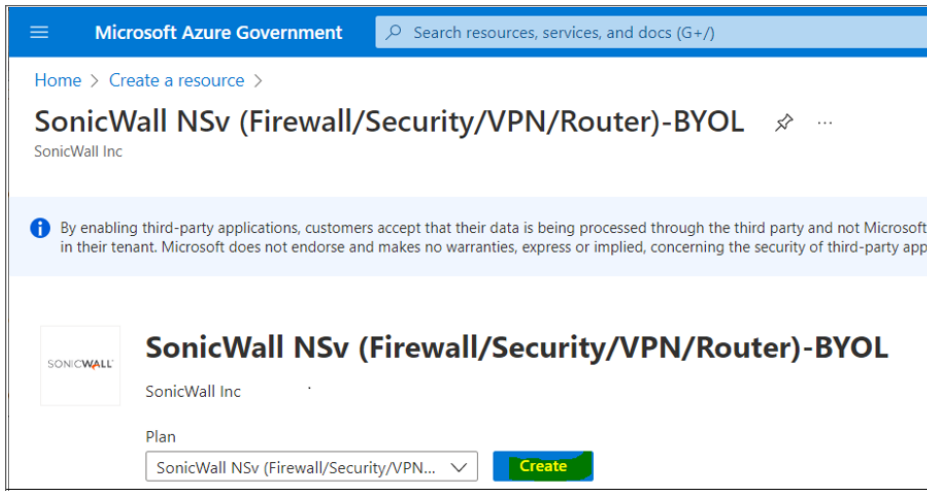 Microsoft Azure Government
Search resources, services, and docs (G+/)
Home > Create a resource >
SonicWall NSv (Firewall/Security/VPN/Router)-BYOL ...
SonicWall Inc
By enabling third-party applications, customers accept that their data is being processed through the third party and not Microsoft
in their tenant. Microsoft does not endorse and makes no warranties, express or implied, concerning the security of third-party app
SONICWALL
SonicWall NSv (Firewall/Security/VPN/Router)-BYOL
SonicWall Inc
Plan
SonicWall NSv (Firewall/Security/VPN...
Create